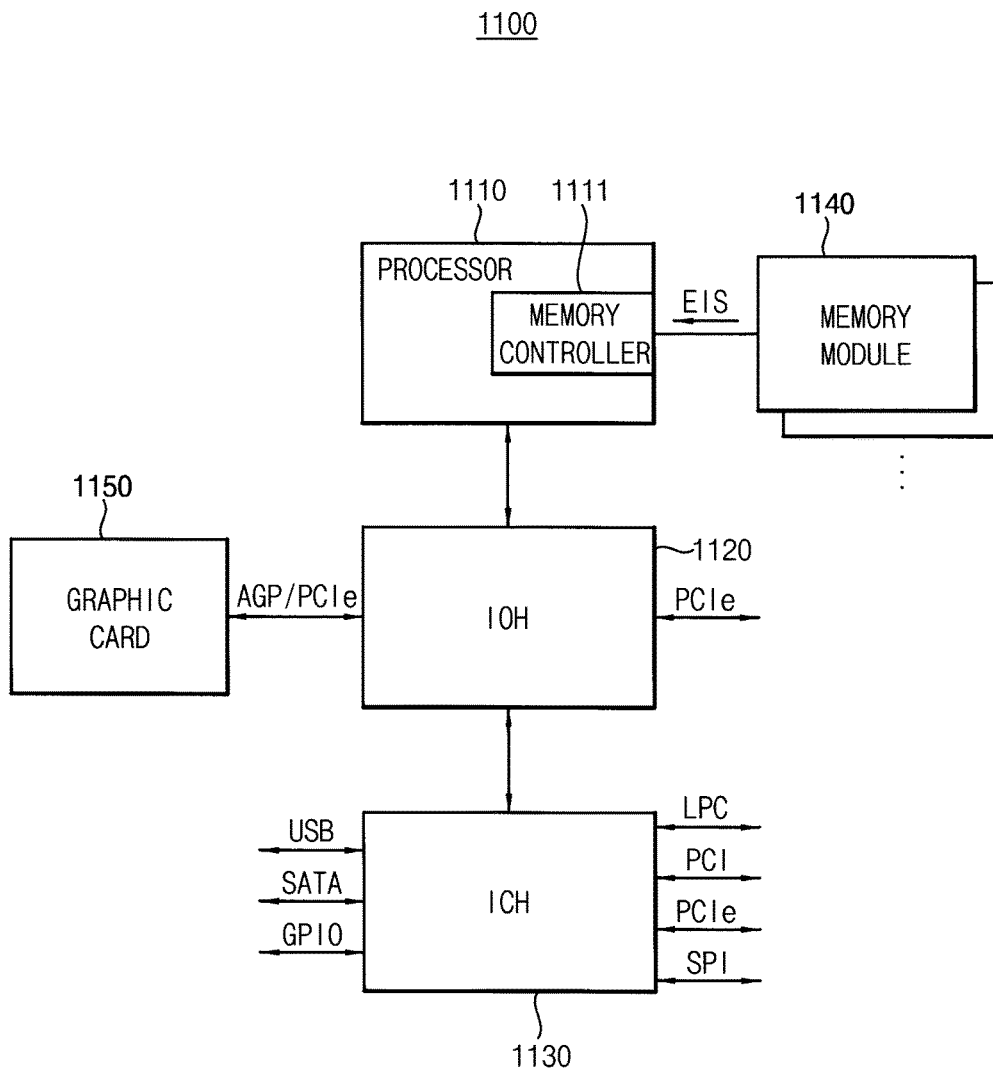 1100
1110
1111
1140
PROCESSOR
MEMORY
CONTROLLER
EIS
MEMORY
MODULE
1150
1120
GRAPHIC
CARD
AGP/PCIe
IOH
PCIe
USB
SATA
GPIO
ICH
LPC
PCI
PCIe
SPI
1130